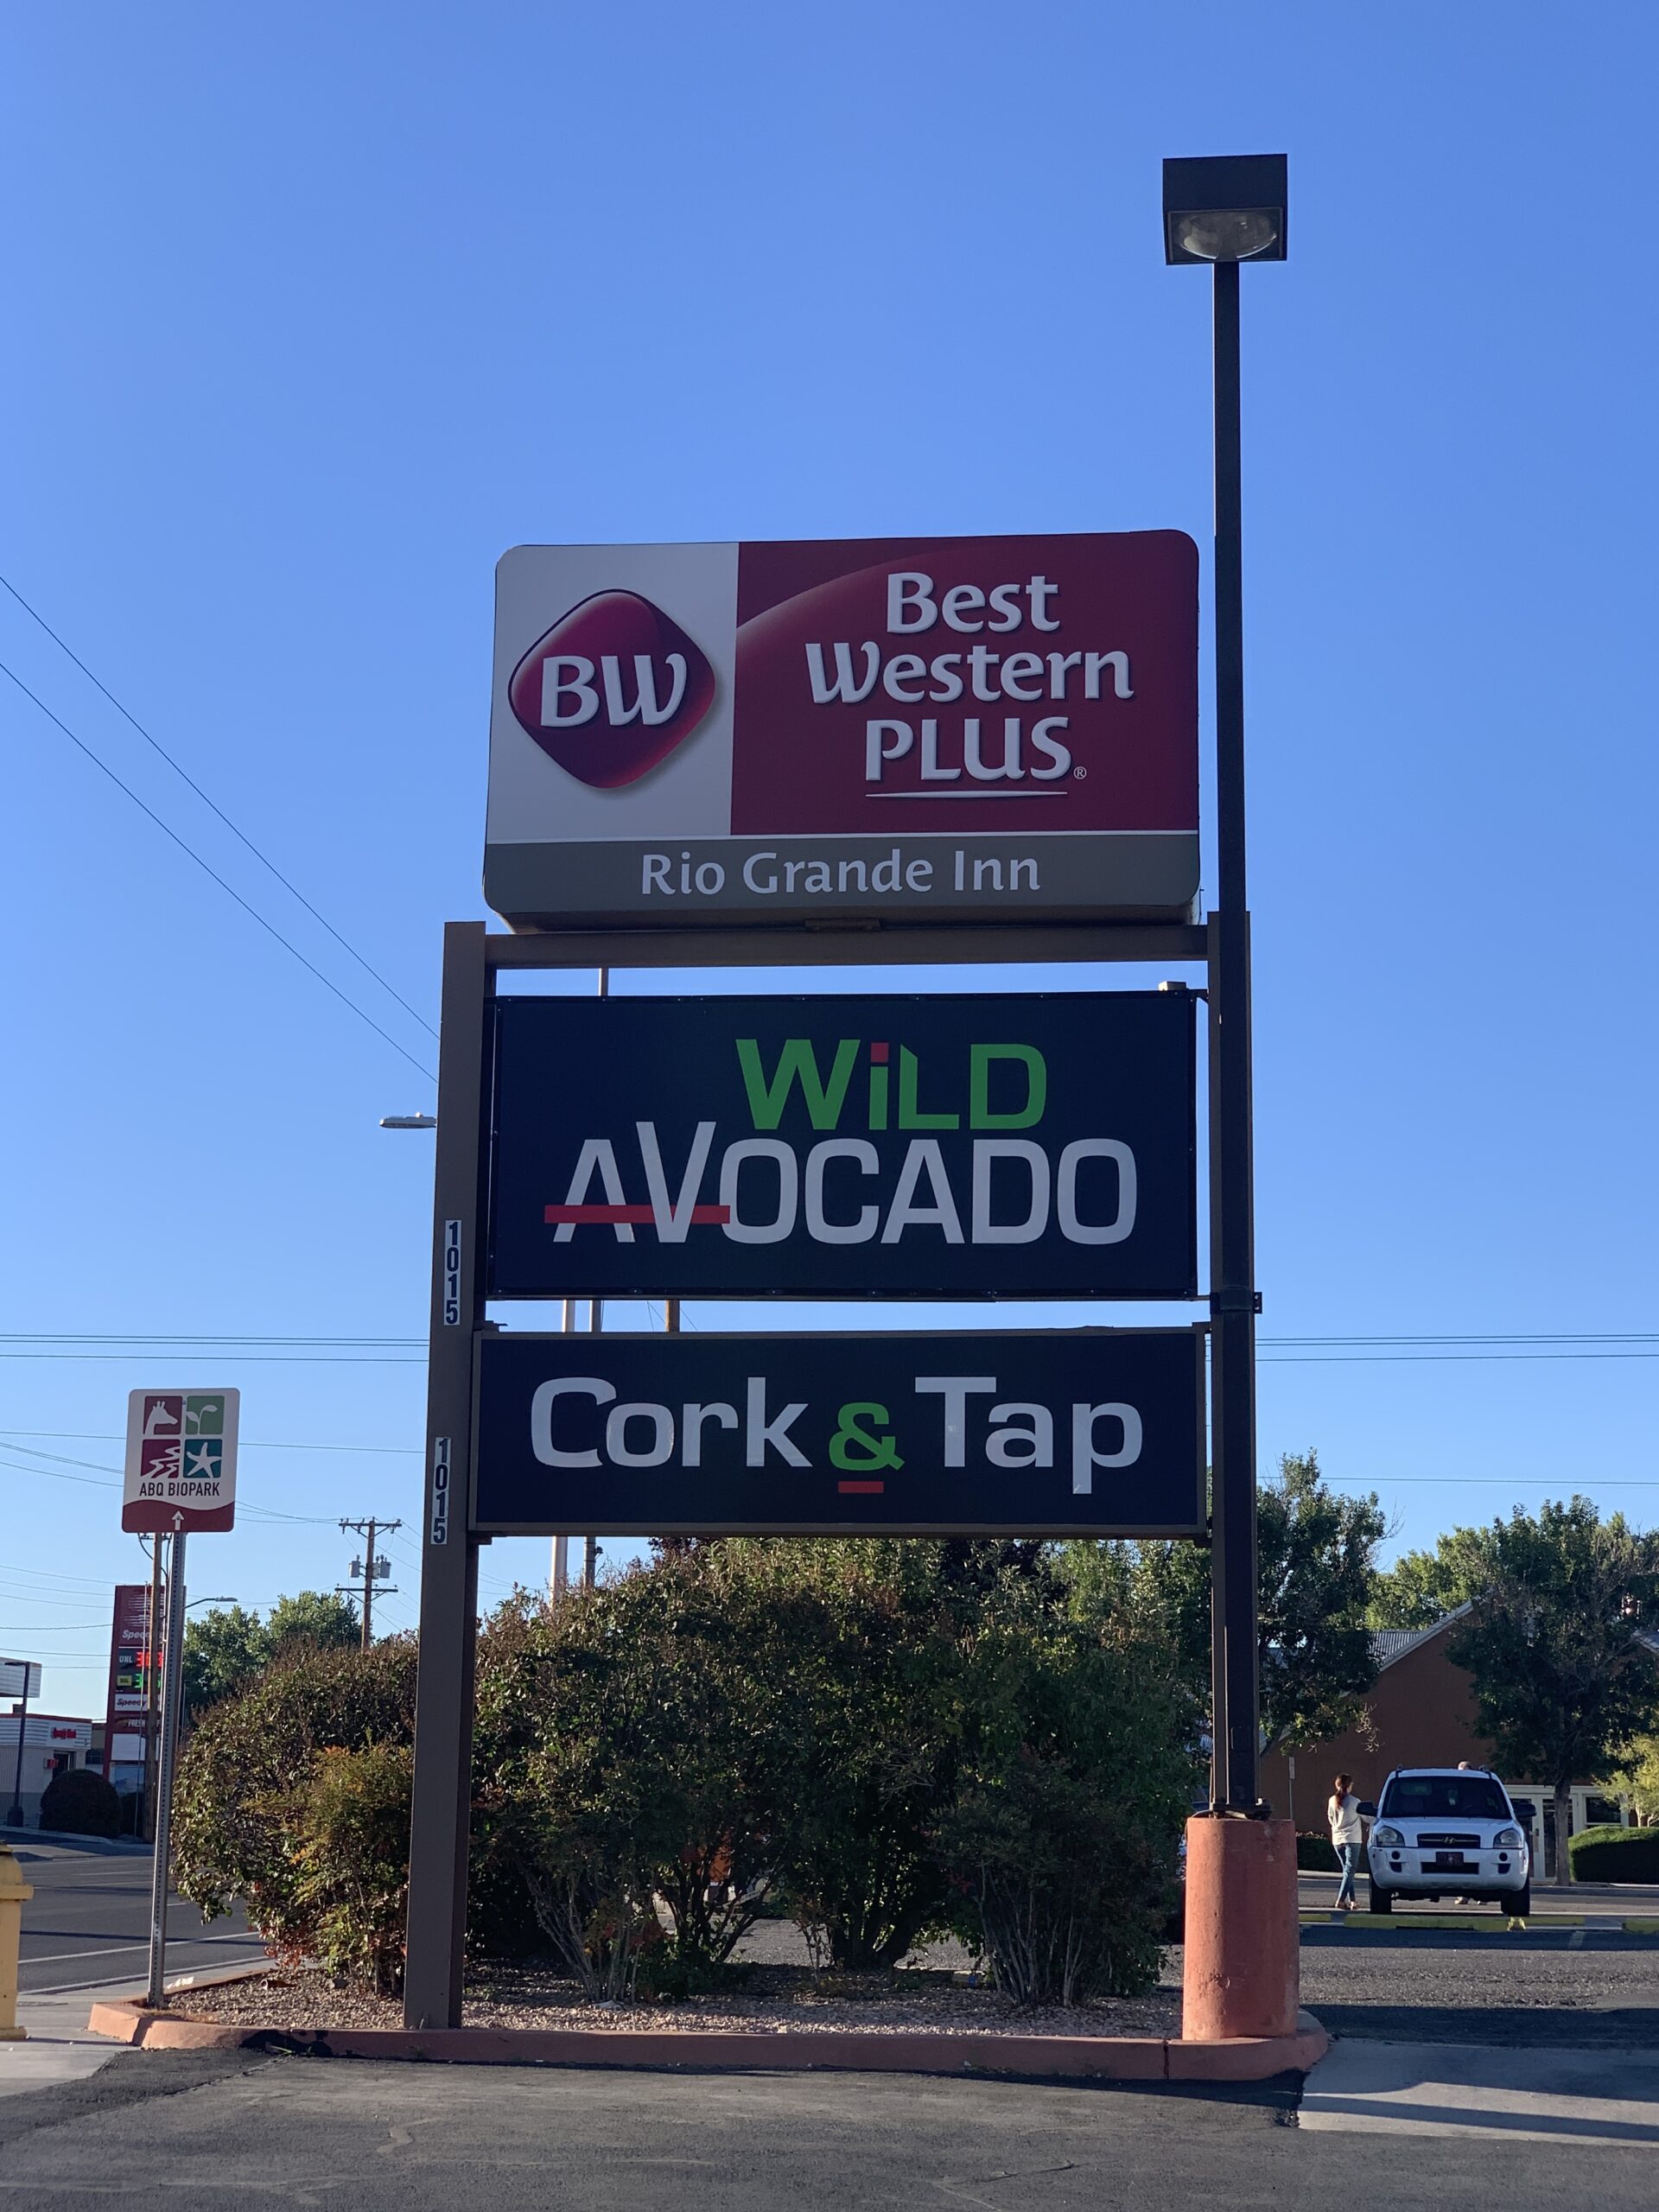 BW
Best
Western
PLUS®
Rio Grande Inn
WiLD
AVOCADO
1015
Cork & Tap
1015
ABQ BIOPARK